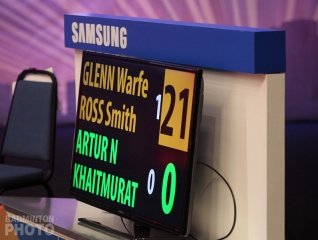 SAMSUNG
GLENN Warfe
ROSS Smith
1 21
ARTUR N
KHAITMURAT
0 0
BADMINTON
PHOTO